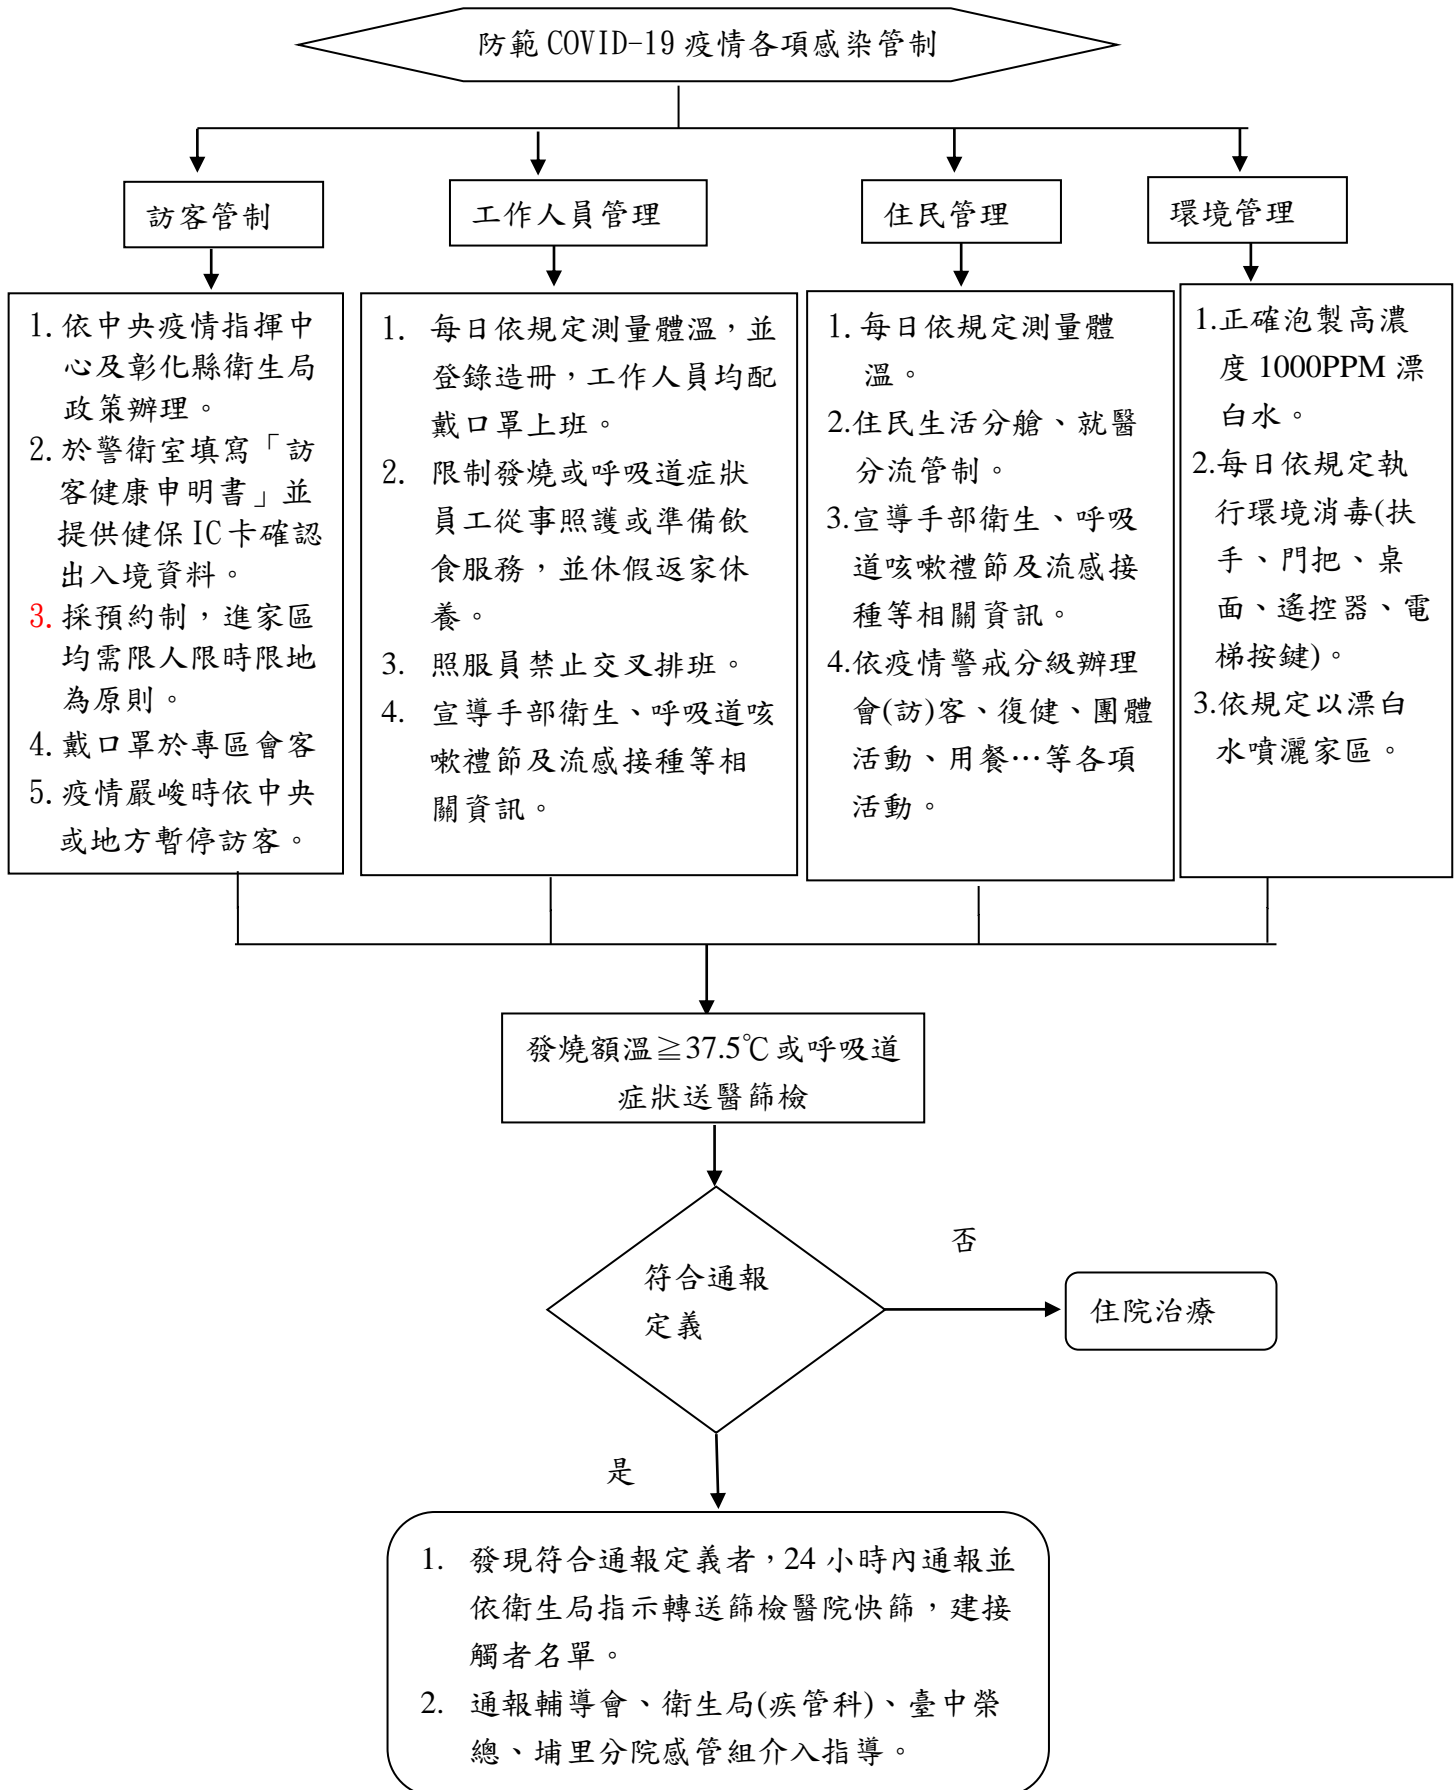 防範 COVID-19 疫情各項感染管制
訪客管制
工作人員管理
住民管理
環境管理
1. 依中央疫情指揮中
心及彰化縣衛生局
政策辦理。
2. 於警衛室填寫「訪
客健康申明書」並
提供健保 IC 卡確認
出入境資料。
3. 採預約制，進家區
均需限人限時限地
為原則。
4. 戴口罩於專區會客
5. 疫情嚴峻時依中央
或地方暫停訪客。
1. 每日依規定測量體溫，並
登錄造冊，工作人員均配
戴口罩上班。
2. 限制發燒或呼吸道症狀
員工從事照護或準備飲
食服務，並休假返家休
養。
3. 照服員禁止交叉排班。
4. 宣導手部衛生、呼吸道咳
嗽禮節及流感接種等相
關資訊。
1. 每日依規定測量體
溫。
2.住民生活分艙、就醫
分流管制。
3.宣導手部衛生、呼吸
道咳嗽禮節及流感接
種等相關資訊。
4.依疫情警戒分級辦理
會(訪)客、復健、團體
活動、用餐…等各項
活動。
1.正確泡製高濃
度 1000PPM 漂
白水。
2.每日依規定執
行環境消毒(扶
手、門把、桌
面、遙控器、電
梯按鍵)。
3.依規定以漂白
水噴灑家區。
發燒額溫≧37.5℃或呼吸道
症狀送醫篩檢
符合通報
定義
否
住院治療
是
1. 發現符合通報定義者，24 小時內通報並
依衛生局指示轉送篩檢醫院快篩，建接
觸者名單。
2. 通報輔導會、衛生局(疾管科)、臺中榮
總、埔里分院感管組介入指導。